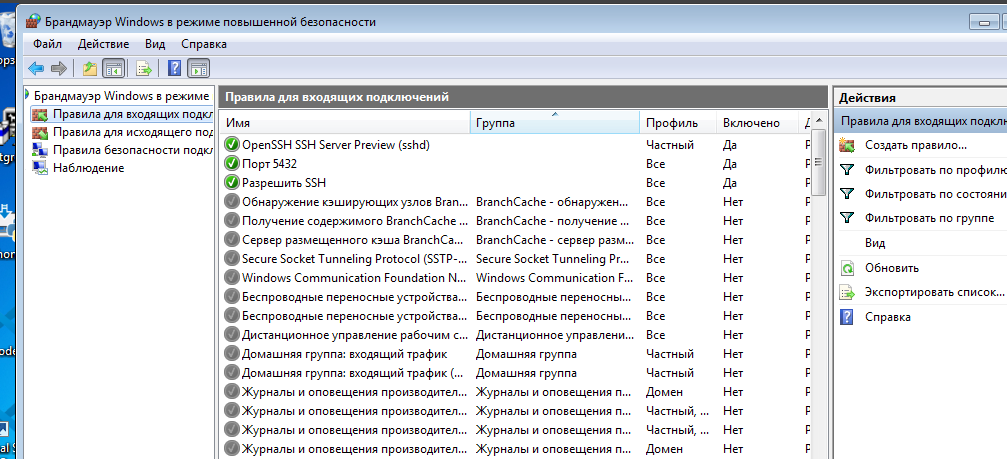 Брандмауэр Windows в режиме повышенной безопасности
Файл Действие Вид Справка
Брандмауэр Windows в режиме
Правила для входящих подкл
Правила для исходящего под
Правила безопасности подкл
Наблюдение
Правила для входящих подключений
Имя Группа Профиль Включено Д
OpenSSH SSH Server Preview (sshd) Частный Да Р
Порт 5432 Все Да Р
Разрешить SSH Все Да Р
Обнаружение кэширующих узлов Bran... BranchCache - обнаружен... Все Нет Р
Получение содержимого BranchCache ... BranchCache - получение ... Все Нет Р
Сервер размещенного кэша BranchCa... BranchCache - сервер разм... Все Нет Р
Secure Socket Tunneling Protocol (SSTP-... Secure Socket Tunneling Pr... Все Нет Р
Windows Communication Foundation N... Windows Communication F... Все Нет Р
Беспроводные переносные устройства... Беспроводные переносны... Все Нет Р
Беспроводные переносные устройства... Беспроводные переносны... Все Нет Р
Дистанционное управление рабочим с... Дистанционное управлени... Все Нет Р
Домашняя группа: входящий трафик Домашняя группа Частный Нет Р
Домашняя группа: входящий трафик (... Домашняя группа Частный Нет Р
Журналы и оповещения производител... Журналы и оповещения п... Домен Нет Р
Журналы и оповещения производител... Журналы и оповещения п... Частный, ... Нет Р
Журналы и оповещения производител... Журналы и оповещения п... Частный, ... Нет Р
Журналы и оповещения производител... Журналы и оповещения п... Домен Нет Р
Действия
Правила для входящих подклю
Создать правило...
Фильтровать по профилю
Фильтровать по состояни
Фильтровать по группе
Вид
Обновить
Экспортировать список...
Справка